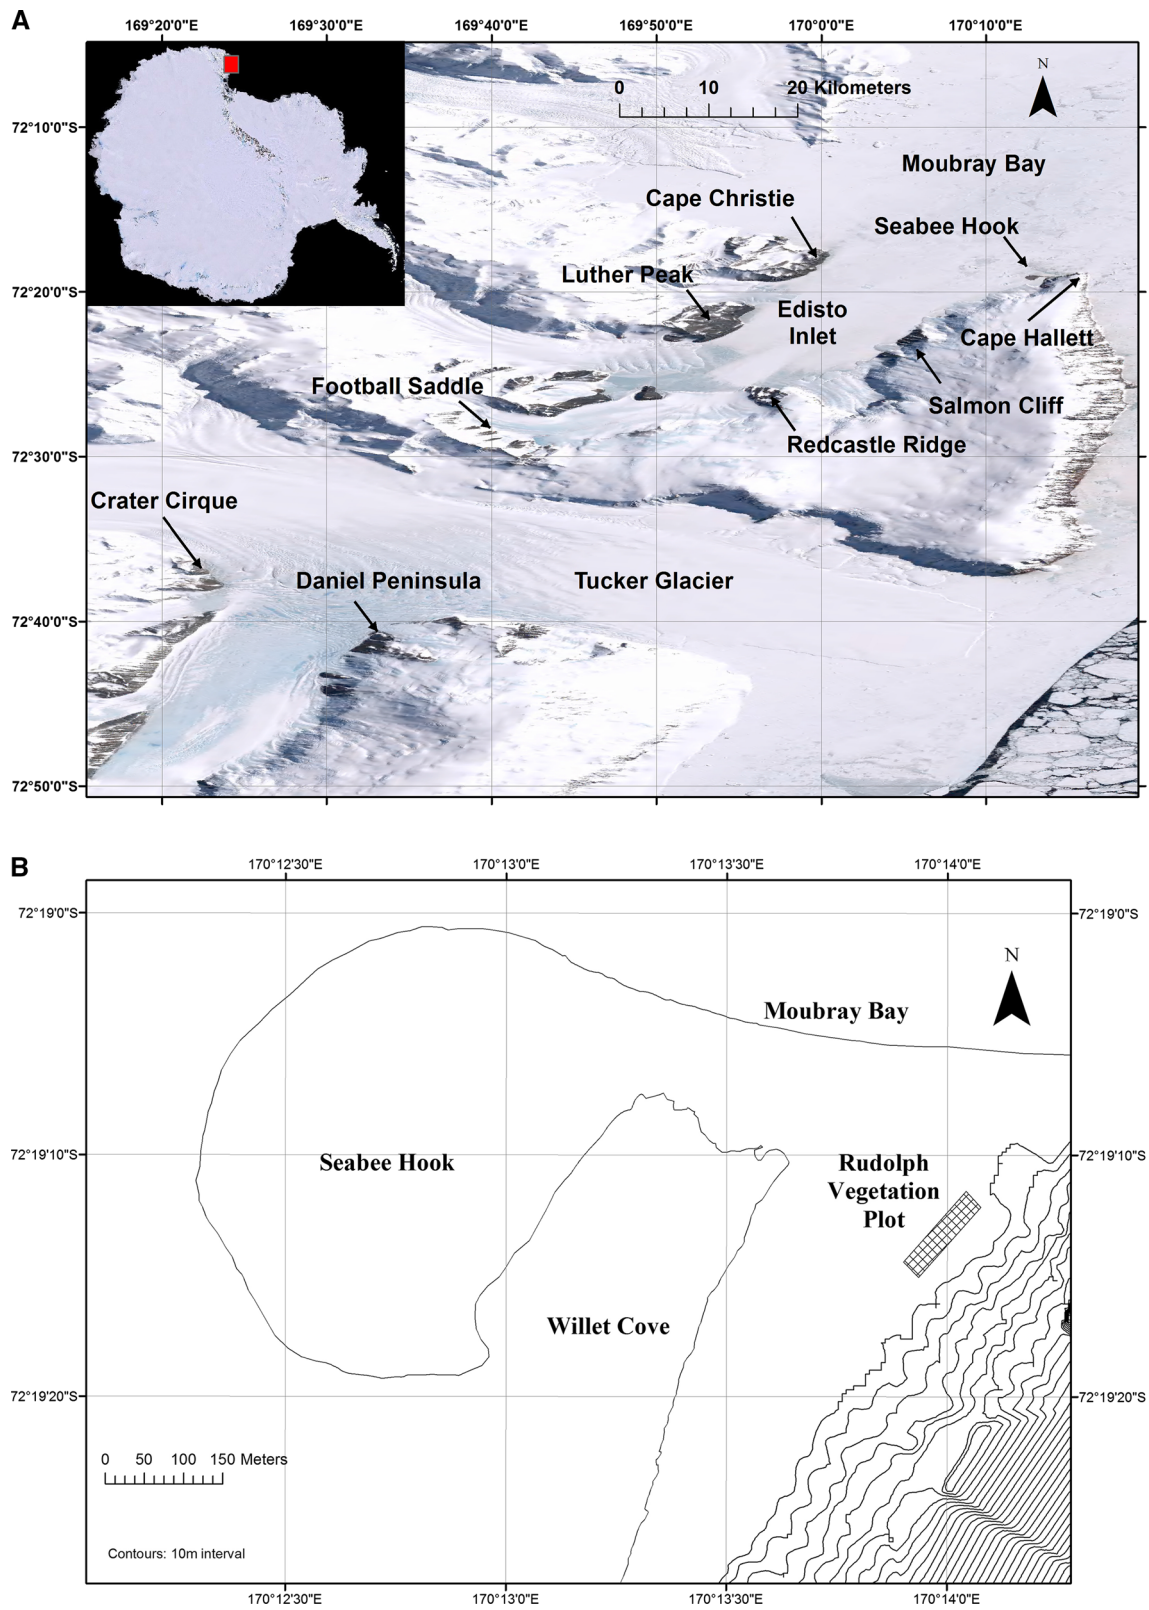 A
169°20'0"E 169°30'0"E 169°40'0"E 169°50'0"E 170°0'0"E 170°10'0"E
N
0 10 20 Kilometers
72°10'0"S
Moubray Bay
Cape Christie
Seabee Hook
Luther Peak
72°20'0"S
Edisto
Inlet
Cape Hallett
Football Saddle
Salmon Cliff
Redcastle Ridge
72°30'0"S
Crater Cirque
Daniel Peninsula
Tucker Glacier
72°40'0"S
72°50'0"S
B
170°12'30"E 170°13'0"E 170°13'30"E 170°14'0"E
72°19'0"S 72°19'0"S
N
Moubray Bay
72°19'10"S 72°19'10"S
Seabee Hook
Rudolph
Vegetation
Plot
Willet Cove
72°19'20"S 72°19'20"S
0 50 100 150 Meters
Contours: 10m interval
170°12'30"E 170°13'0"E 170°13'30"E 170°14'0"E